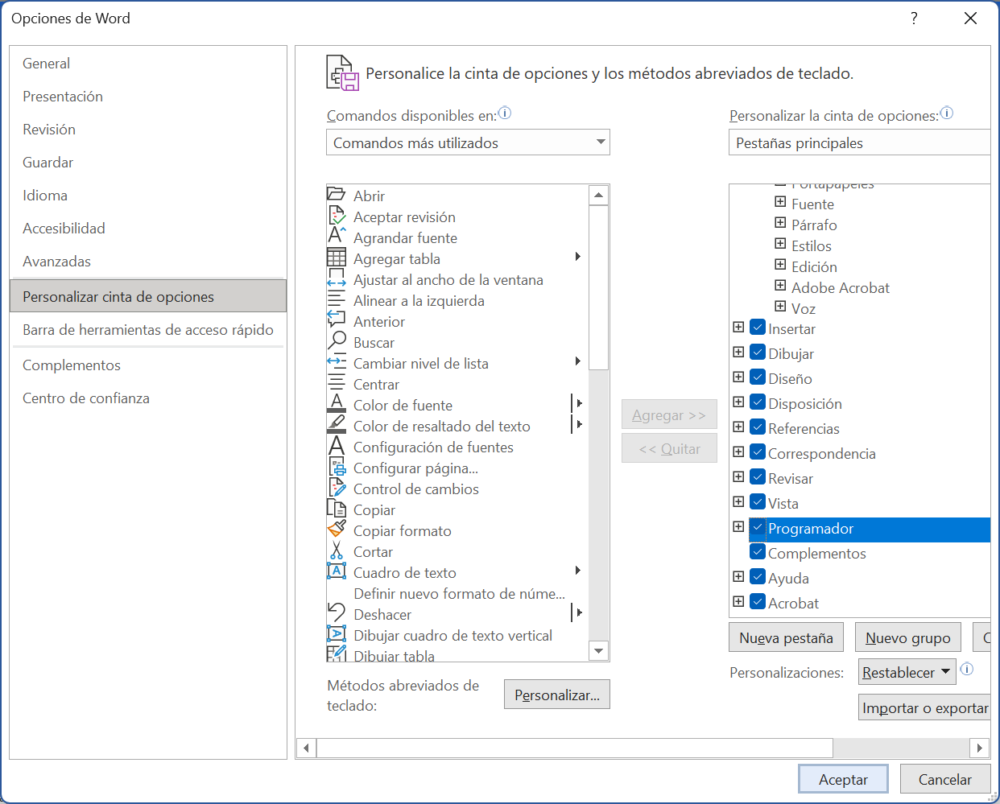 Opciones de Word
?
General
Presentación
Revisión
Guardar
Idioma
Accesibilidad
Avanzadas
Personalizar cinta de opciones
Barra de herramientas de acceso rápido
Complementos
Centro de confianza
Personalice la cinta de opciones y los métodos abreviados de teclado.
Comandos disponibles en:
Comandos más utilizados
Abrir
Aceptar revisión
Agrandar fuente
Agregar tabla
Ajustar al ancho de la ventana
Alinear a la izquierda
Anterior
Buscar
Cambiar nivel de lista
Centrar
Color de fuente
Color de resaltado del texto
Configuración de fuentes
Configurar página...
Control de cambios
Copiar
Copiar formato
Cortar
Cuadro de texto
Definir nuevo formato de núme...
Deshacer
Dibujar cuadro de texto vertical
Dibujar tabla
Métodos abreviados de
teclado:
Personalizar...
Agregar >>
<< Quitar
Personalizar la cinta de opciones:
Pestañas principales
Portapapeles
Fuente
Párrafo
Estilos
Edición
Adobe Acrobat
Voz
Insertar
Dibujar
Diseño
Disposición
Referencias
Correspondencia
Revisar
Vista
Programador
Complementos
Ayuda
Acrobat
Nueva pestaña
Nuevo grupo
Personalizaciones:
Restablecer
Importar o exportar
Aceptar
Cancelar